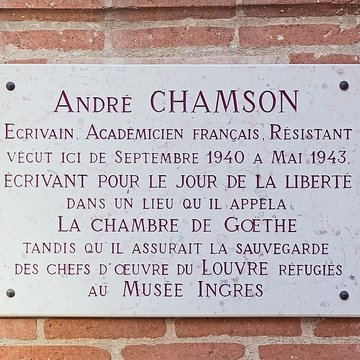 André CHAMSON
Ecrivain, Académicien français, Résistant
vécut ici de Septembre 1940 a Mai 1943,
écrivant pour le jour de la liberté
dans un lieu qu'il appela
La chambre de Gœthe
tandis qu'il assurait la sauvegarde
des chefs d'œuvre du Louvre réfugiés
au Musée Ingres